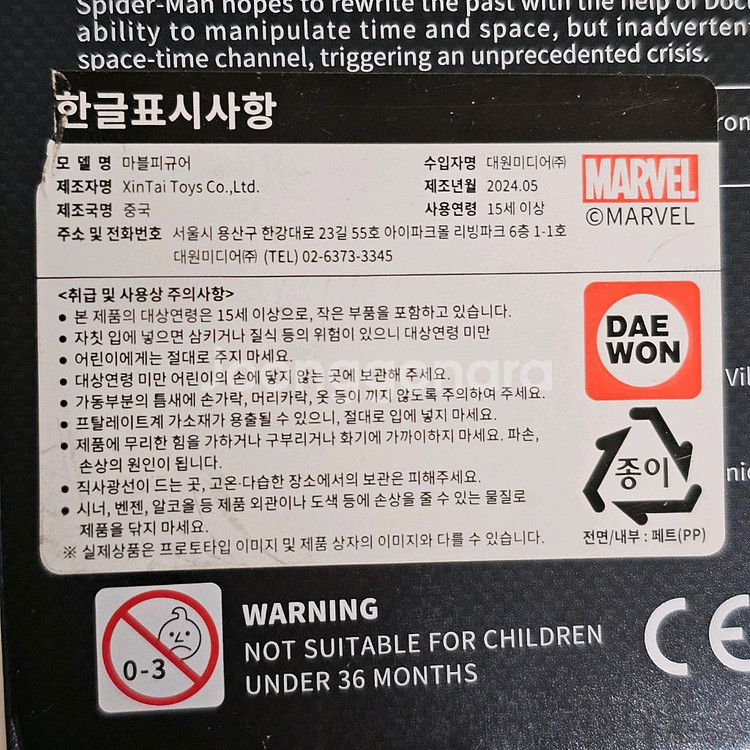 Spider-Man hopes to rewrite the past with the help of Doc
ability to manipulate time and space, but inadverten
space-time channel, triggering an unprecedented crisis.
한글표시사항
모 델 명 마블피규어
제조자명 XinTai Toys Co.,Ltd.
제조국명 중국
수입자명 대원미디어㈜
제조년월 2024.05
사용연령 15세 이상
주소 및 전화번호 서울시 용산구 한강대로 23길 55호 아이파크몰 리빙파크 6층 1-1호
대원미디어㈜ (TEL) 02-6373-3345
MARVEL
©MARVEL
<취급 및 사용상 주의사항>
• 본 제품의 대상연령은 15세 이상으로, 작은 부품을 포함하고 있습니다.
• 자칫 입에 넣으면 삼키거나 질식 등의 위험이 있으니 대상연령 미만
• 어린이에게는 절대로 주지 마세요.
• 대상연령 미만 어린이의 손에 닿지 않는 곳에 보관해 주세요.
• 가동부분의 틈새에 손가락, 머리카락, 옷 등이 끼지 않도록 주의하여 주세요.
• 프탈레이트계 가소재가 용출될 수 있으니, 절대로 입에 넣지 마세요.
• 제품에 무리한 힘을 가하거나 구부리거나 화기에 가까이하지 마세요. 파손,
손상의 원인이 됩니다.
• 직사광선이 드는 곳, 고온·다습한 장소에서의 보관은 피해주세요.
• 시너, 벤젠, 알코올 등 제품 외관이나 도색 등에 손상을 줄 수 있는 물질로
제품을 닦지 마세요.
※ 실제상품은 프로토타입 이미지 및 제품 상자의 이미지와 다를 수 있습니다.
DAE
WON
종이
전면/내부 : 페트(PP)
joonggonara
rom
Vil
nic
0-3
WARNING
NOT SUITABLE FOR CHILDREN
UNDER 36 MONTHS
CE